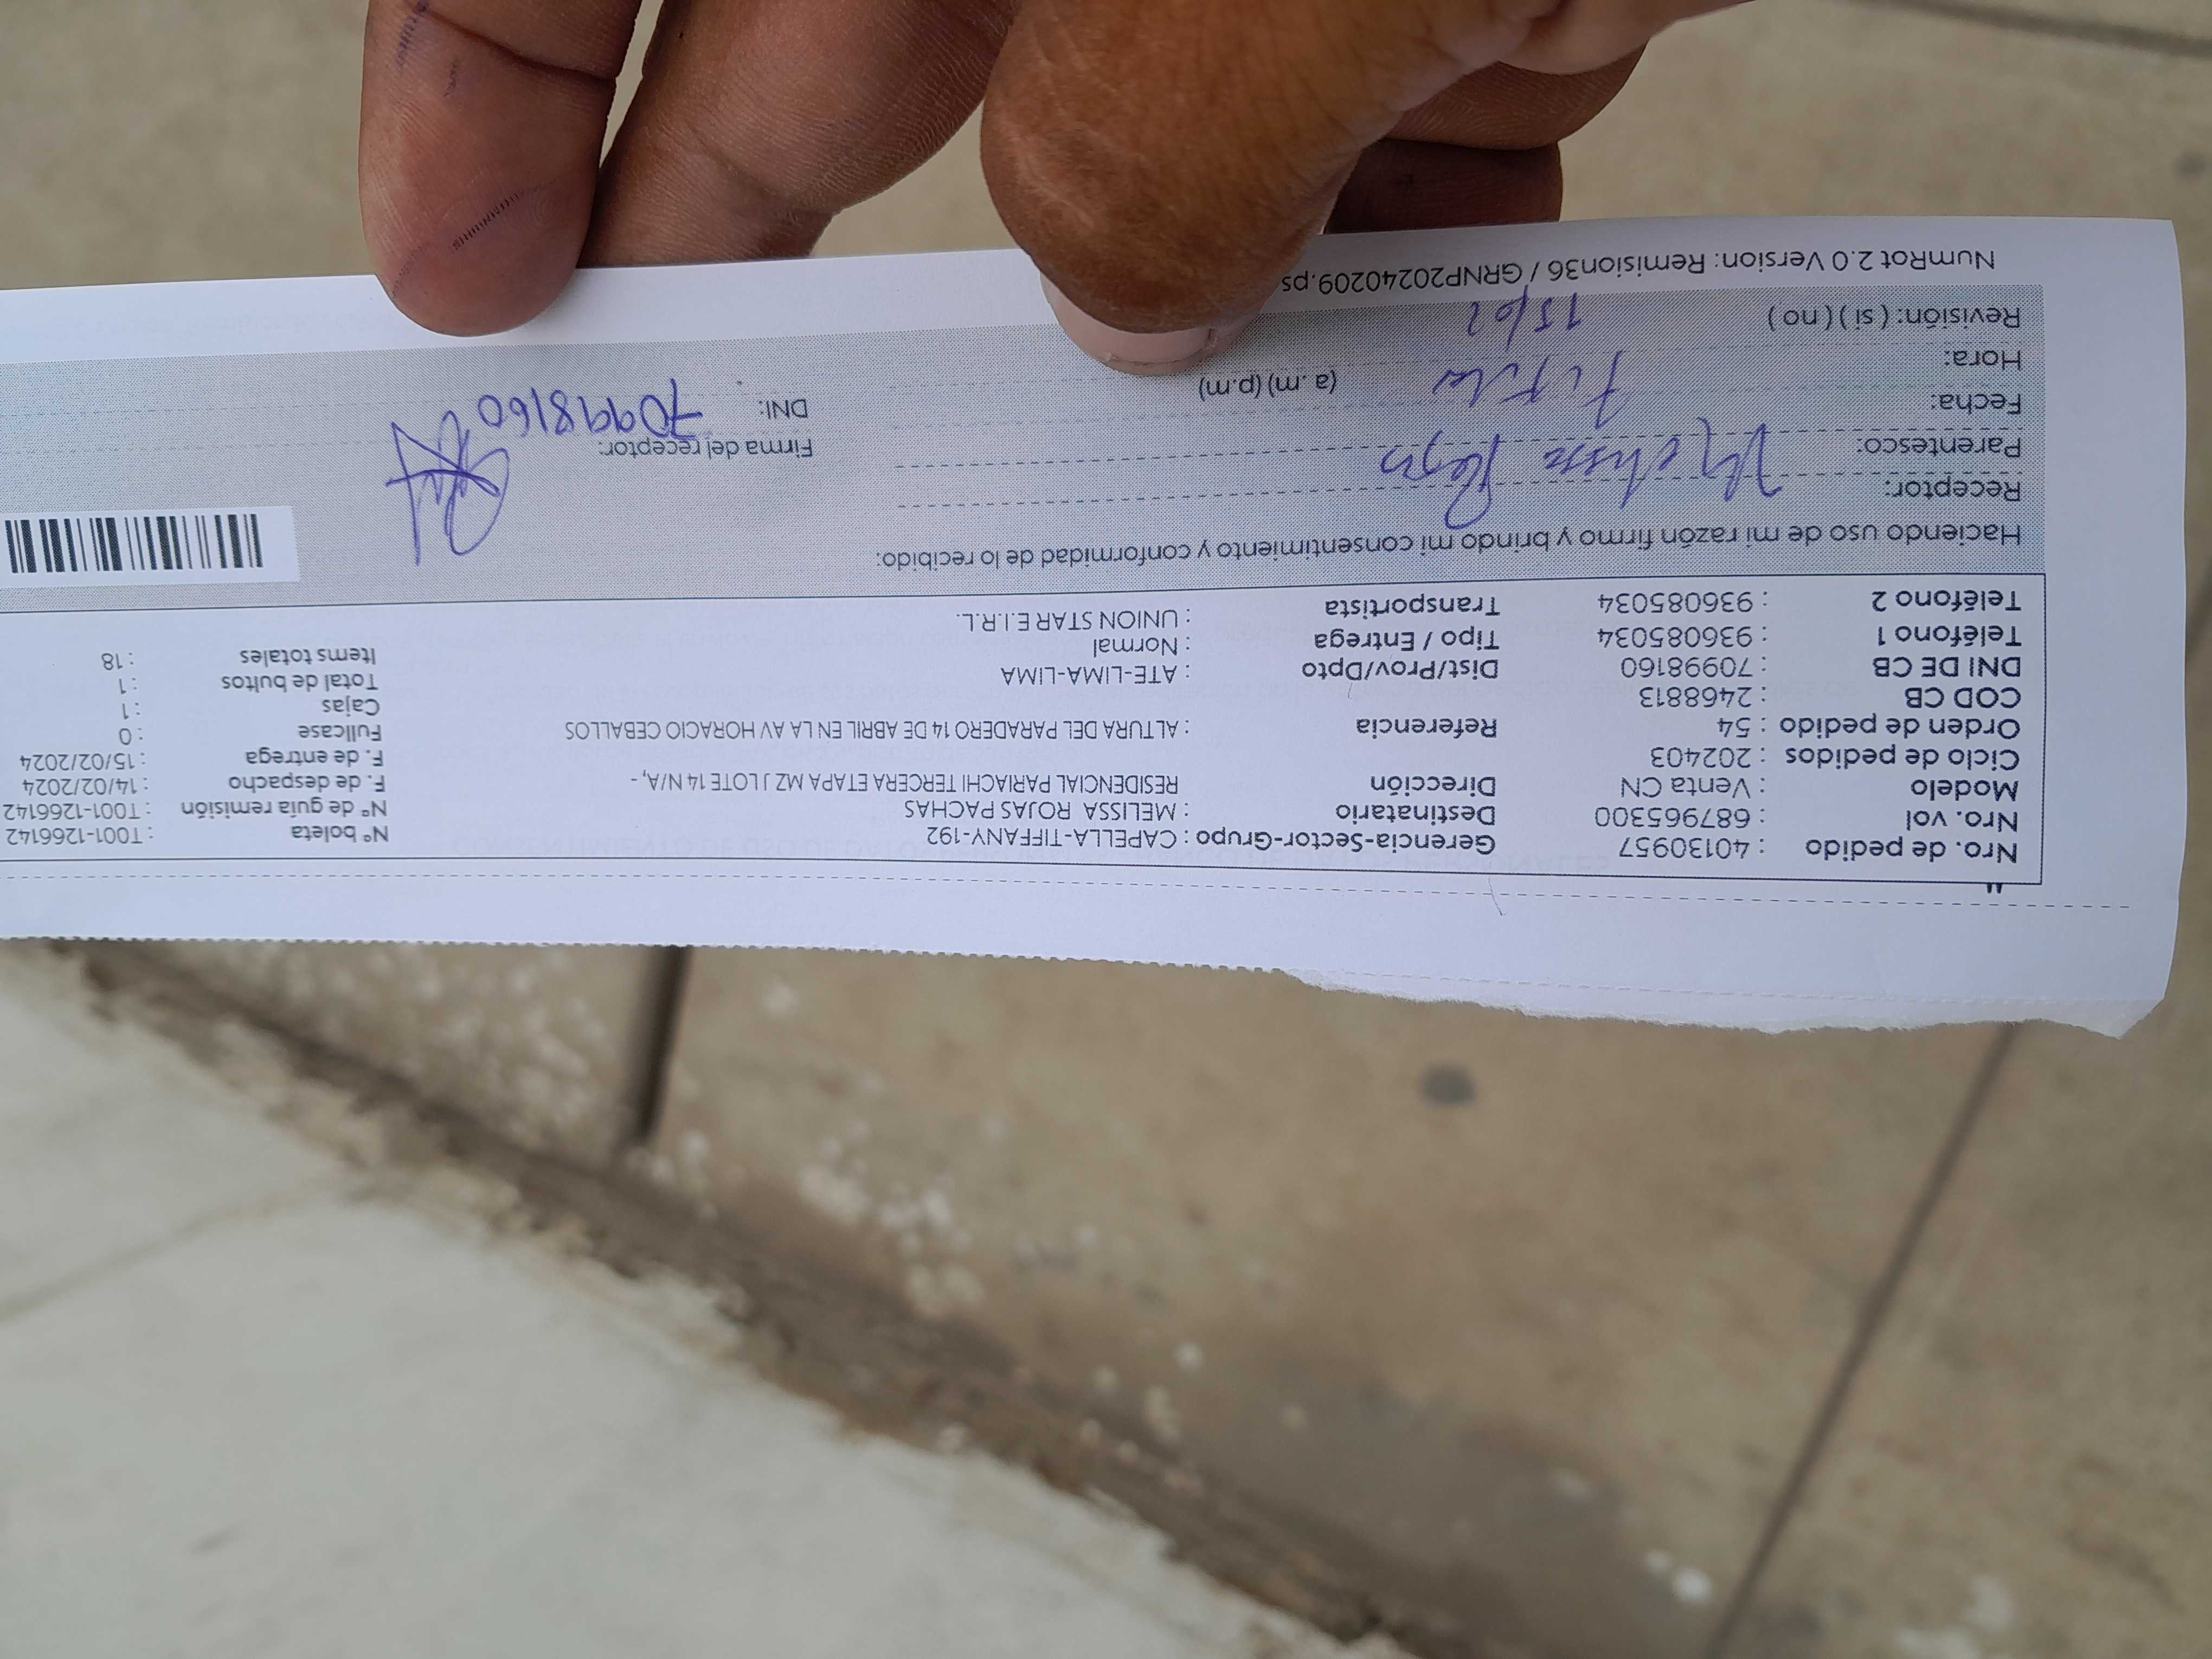 Nro. de pedido : 40130957 Gerencia-Sector-Grupo : CAPELLA-TIFFANY-192 N° boleta : T001-1266142
Nro. vol : 687965300 Destinatario : MELISSA ROJAS PACHAS N° de guía remisión : T001-1266142
Modelo : Venta CN Dirección RESIDENCIAL PARIACHI TERCERA ETAPA MZ J LOTE 14 N/A, - F. de despacho : 14/02/2024
Ciclo de pedidos : 202403 F. de entrega : 15/02/2024
Orden de pedido : 54 Referencia : ALTURA DEL PARADERO 14 DE ABRIL EN LA AV HORACIO CEBALLOS Fullcase : 0
COD CB : 2468813 Cajas : 1
DNI DE CB : 70998160 Dist/Prov/Dpto : ATE-LIMA-LIMA Total de bultos : 1
Teléfono 1 : 936085034 Tipo / Entrega : Normal Items totales : 18
Teléfono 2 : 936085034 Transportista : UNION STAR E.I.R.L.
Haciendo uso de mi razón firmo y brindo mi consentimiento y conformidad de lo recibido:
Receptor: Melissa Rojas
Parentesco: Firma del receptor:
Fecha: Titular DNI: 70998160
Hora: (a.m) (p.m)
Revisión: ( si ) ( no ) 15/02
NumRot 2.0 Version: Remision36 / GRNP20240209.ps